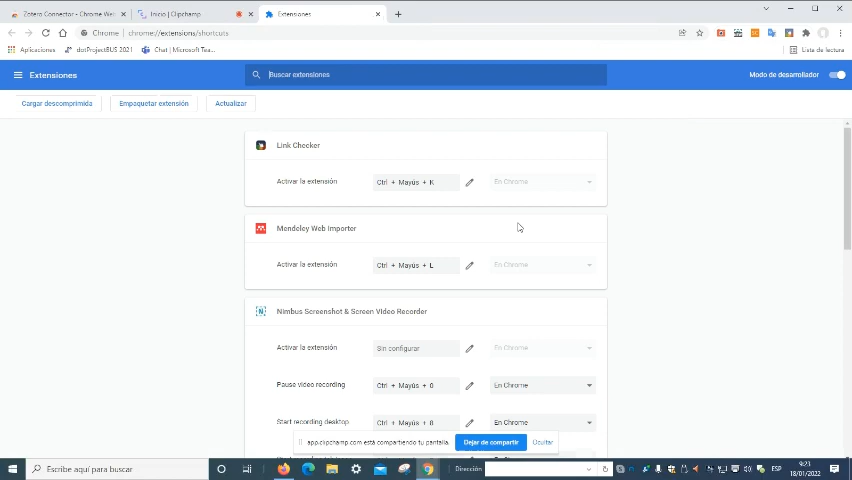 Zotero Connector - Chrome Web
Inicio | Clipchamp
Extensiones
Chrome | chrome://extensions/shortcuts
Aplicaciones
dotProjectBUS 2021
Chat | Microsoft Tea...
Lista de lectura
Extensiones
Buscar extensiones
Modo de desarrollador
Cargar descomprimida
Empaquetar extensión
Actualizar
Link Checker
Activar la extensión
Ctrl + Mayús + K
En Chrome
Mendeley Web Importer
Activar la extensión
Ctrl + Mayús + L
En Chrome
Nimbus Screenshot & Screen Video Recorder
Activar la extensión
Sin configurar
En Chrome
Pause video recording
Ctrl + Mayús + 0
En Chrome
Start recording desktop
Ctrl + Mayús + 8
En Chrome
app.clipchamp.com está compartiendo tu pantalla.
Dejar de compartir
Ocultar
Escribe aquí para buscar
Dirección
ESP
9:23
18/01/2022